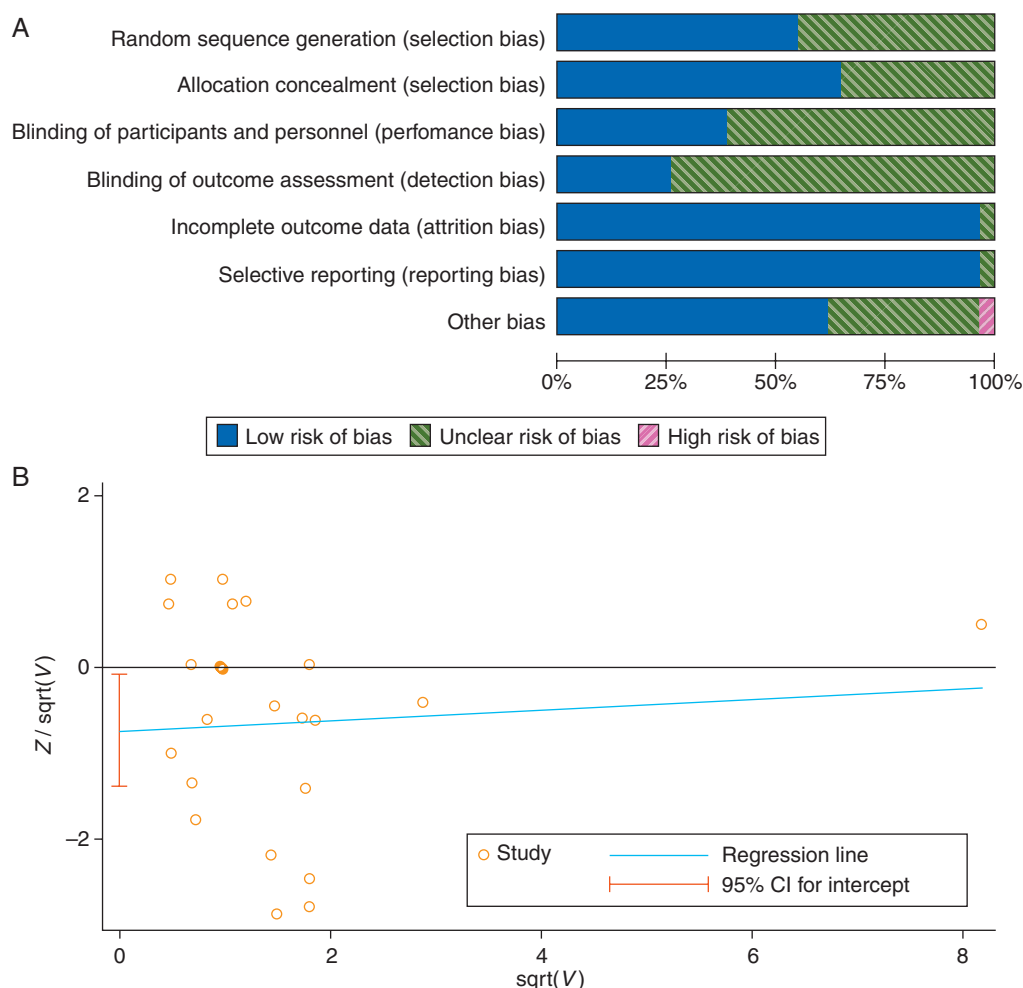 A
Random sequence generation (selection bias)
Allocation concealment (selection bias)
Blinding of participants and personnel (perfomance bias)
Blinding of outcome assessment (detection bias)
Incomplete outcome data (attrition bias)
Selective reporting (reporting bias)
Other bias
0% 25% 50% 75% 100%
Low risk of bias Unclear risk of bias High risk of bias
B
2
0
−2
Z / sqrt(V)
Study Regression line
95% CI for intercept
0 2 4 6 8
sqrt(V)